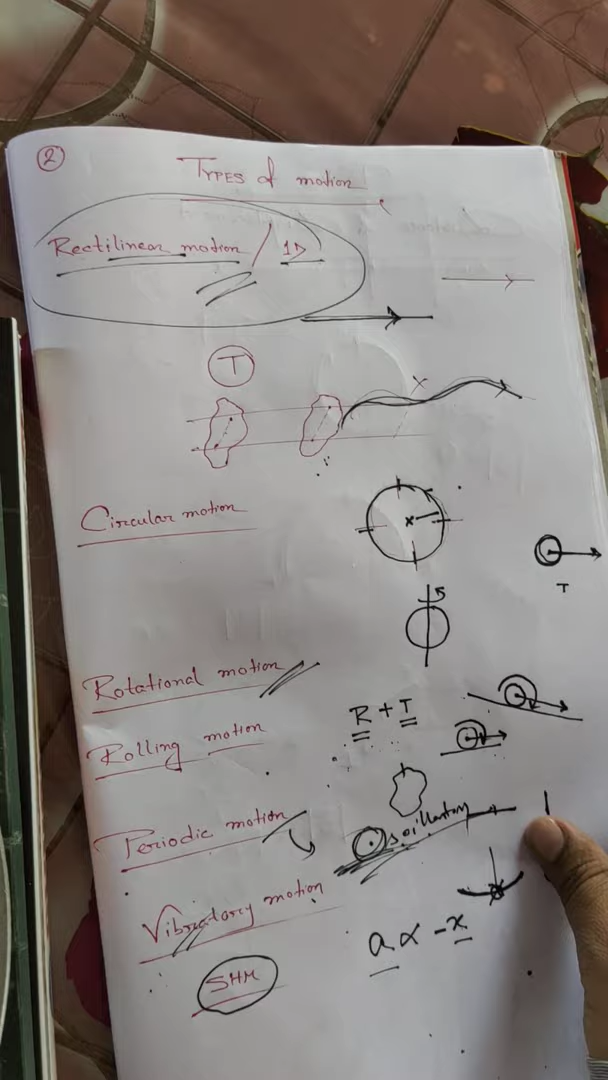 2
TYPES of motion
Rectilinear motion / 1D
T
x
Circular motion
x
T
Rotational motion
R + T
Rolling motion
Periodic motion
Oscillatory
Vibratory motion
a ∝ -x
SHM